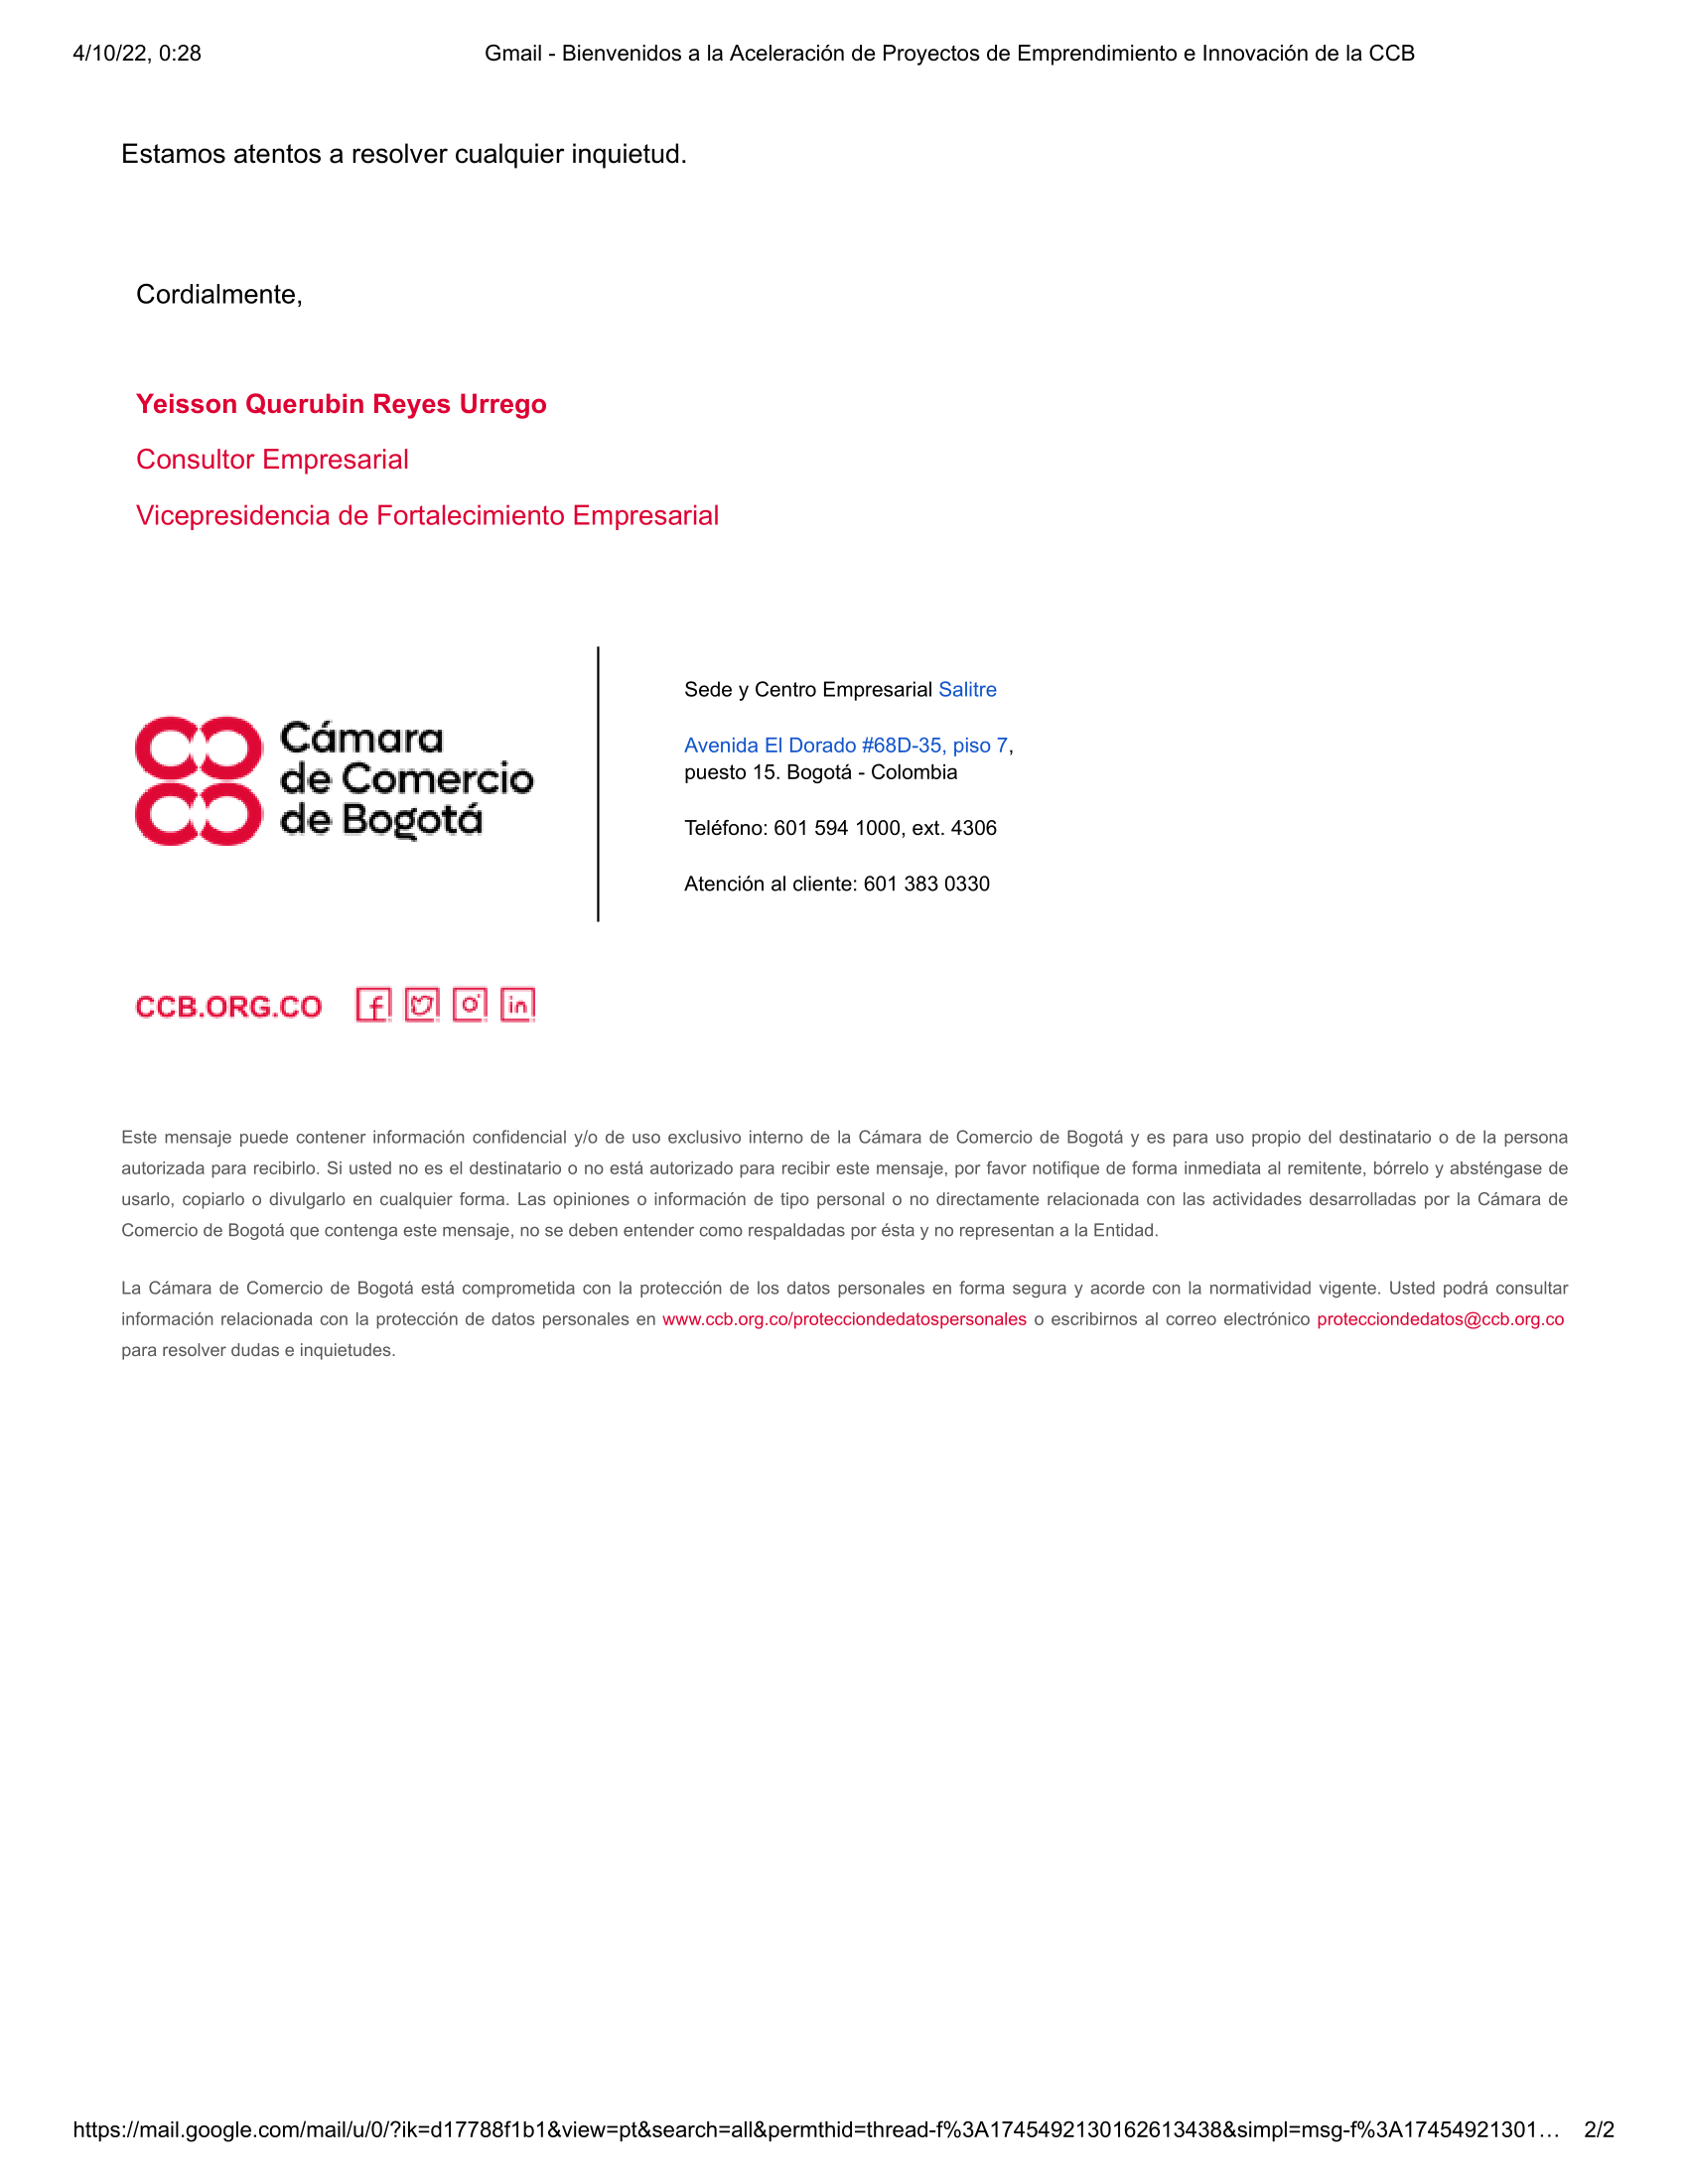 4/10/22, 0:28
Gmail - Bienvenidos a la Aceleración de Proyectos de Emprendimiento e Innovación de la CCB
Estamos atentos a resolver cualquier inquietud.
Cordialmente,
Yeisson Querubin Reyes Urrego
Consultor Empresarial
Vicepresidencia de Fortalecimiento Empresarial
Cámara
de Comercio
de Bogotá
Sede y Centro Empresarial Salitre
Avenida El Dorado #68D-35, piso 7,
puesto 15. Bogotá - Colombia
Teléfono: 601 594 1000, ext. 4306
Atención al cliente: 601 383 0330
CCB.ORG.CO
Este mensaje puede contener información confidencial y/o de uso exclusivo interno de la Cámara de Comercio de Bogotá y es para uso propio del destinatario o de la persona
autorizada para recibirlo. Si usted no es el destinatario o no está autorizado para recibir este mensaje, por favor notifique de forma inmediata al remitente, bórrelo y absténgase de
usarlo, copiarlo o divulgarlo en cualquier forma. Las opiniones o información de tipo personal o no directamente relacionada con las actividades desarrolladas por la Cámara de
Comercio de Bogotá que contenga este mensaje, no se deben entender como respaldadas por ésta y no representan a la Entidad.
La Cámara de Comercio de Bogotá está comprometida con la protección de los datos personales en forma segura y acorde con la normatividad vigente. Usted podrá consultar
información relacionada con la protección de datos personales en www.ccb.org.co/protecciondedatospersonales o escribirnos al correo electrónico protecciondedatos@ccb.org.co
para resolver dudas e inquietudes.
https://mail.google.com/mail/u/0/?ik=d17788f1b1&view=pt&search=all&permthid=thread-f%3A1745492130162613438&simpl=msg-f%3A17454921301… 2/2